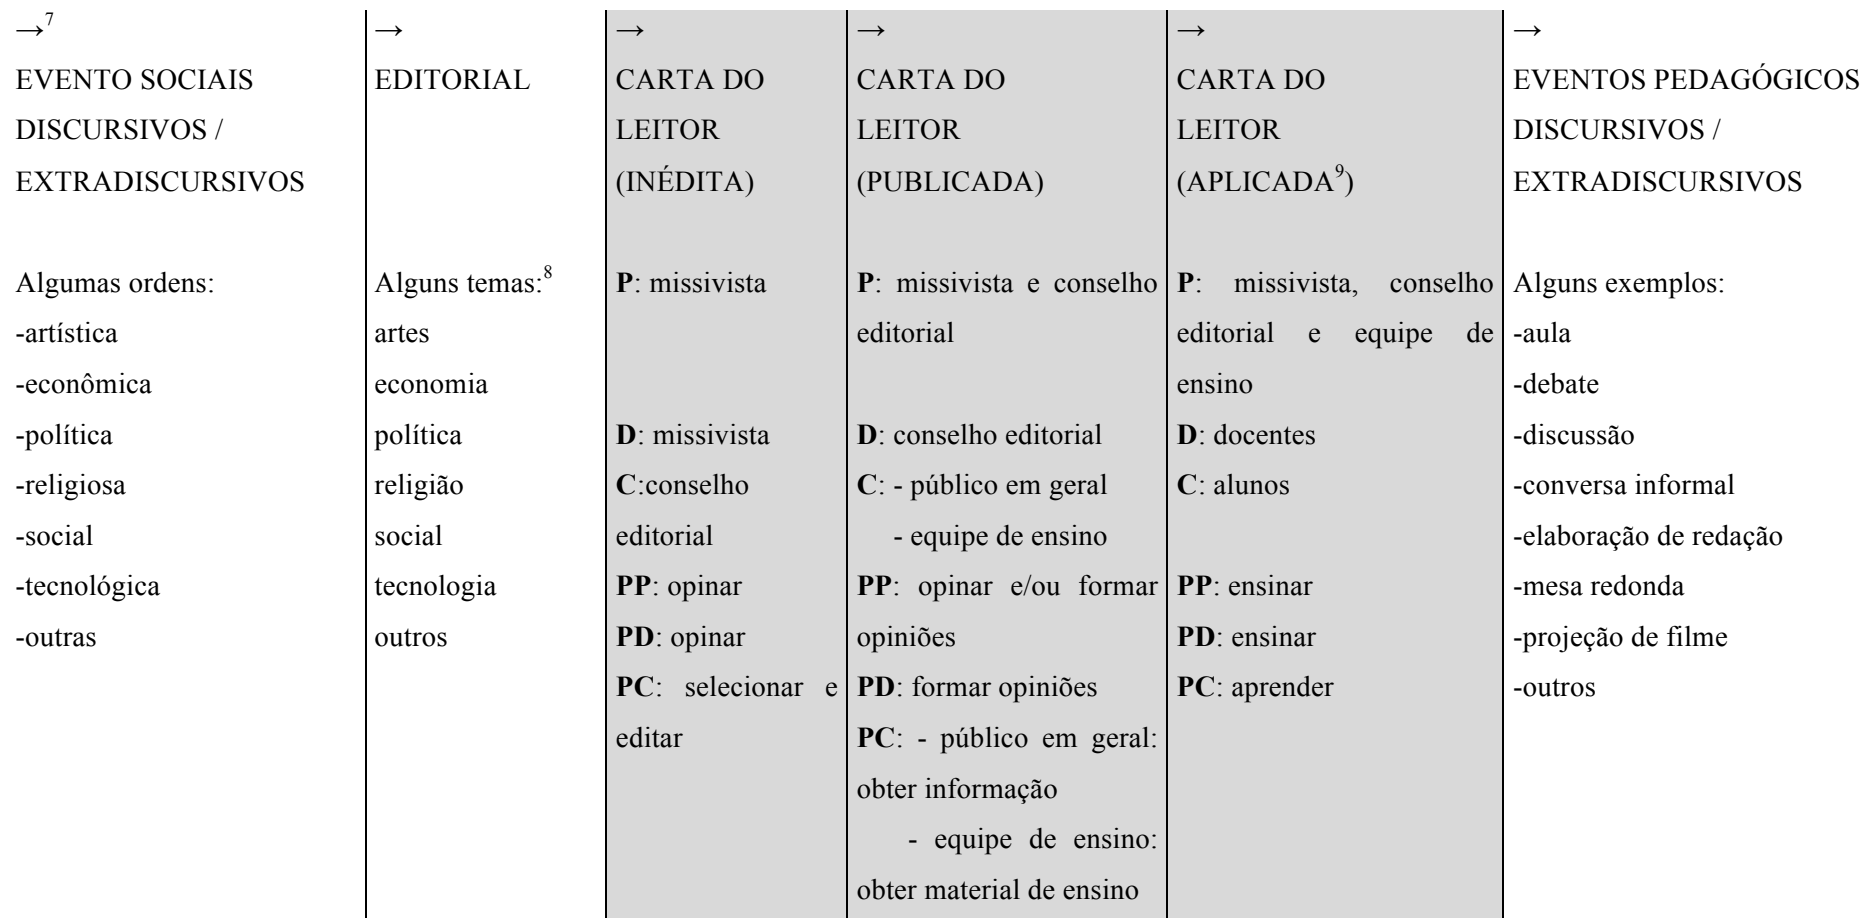 →7
EVENTO SOCIAIS
DISCURSIVOS /
EXTRADISCURSIVOS
Algumas ordens:
-artística
-econômica
-política
-religiosa
-social
-tecnológica
-outras
→
EDITORIAL
Alguns temas:8
artes
economia
política
religião
social
tecnologia
outros
→
CARTA DO
LEITOR
(INÉDITA)
P: missivista
D: missivista
C:conselho
editorial
PP: opinar
PD: opinar
PC: selecionar e
editar
→
CARTA DO
LEITOR
(PUBLICADA)
P: missivista e conselho
editorial
D: conselho editorial
C: - público em geral
- equipe de ensino
PP: opinar e/ou formar
opiniões
PD: formar opiniões
PC: - público em geral:
obter informação
- equipe de ensino:
obter material de ensino
→
CARTA DO
LEITOR
(APLICADA9)
P: missivista, conselho
editorial e equipe de
ensino
D: docentes
C: alunos
PP: ensinar
PD: ensinar
PC: aprender
→
EVENTOS PEDAGÓGICOS
DISCURSIVOS /
EXTRADISCURSIVOS
Alguns exemplos:
-aula
-debate
-discussão
-conversa informal
-elaboração de redação
-mesa redonda
-projeção de filme
-outros